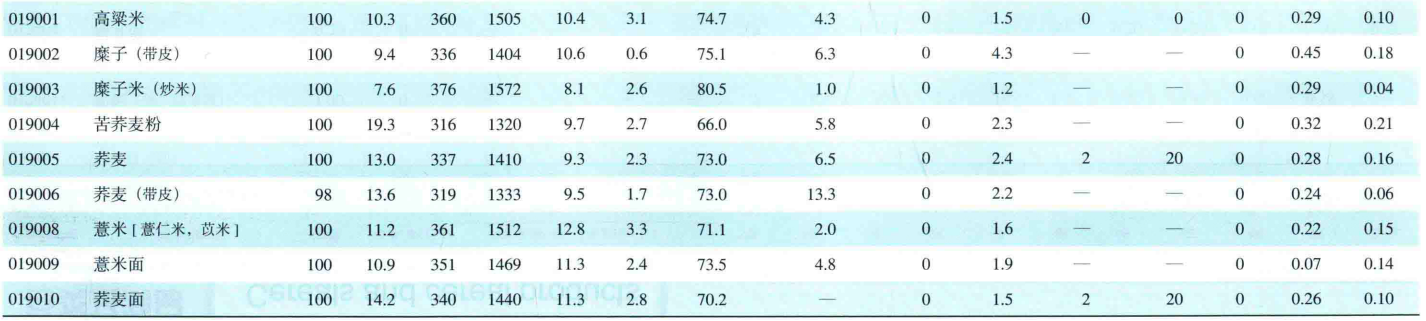 019001 高粱米 100 10.3 360 1505 10.4 3.1 74.7 4.3 0 1.5 0 0 0 0.29 0.10
019002 糜子（带皮） 100 9.4 336 1404 10.6 0.6 75.1 6.3 0 4.3 — — 0 0.45 0.18
019003 糜子米（炒米） 100 7.6 376 1572 8.1 2.6 80.5 1.0 0 1.2 — — 0 0.29 0.04
019004 苦荞麦粉 100 19.3 316 1320 9.7 2.7 66.0 5.8 0 2.3 — — 0 0.32 0.21
019005 荞麦 100 13.0 337 1410 9.3 2.3 73.0 6.5 0 2.4 2 20 0 0.28 0.16
019006 荞麦（带皮） 98 13.6 319 1333 9.5 1.7 73.0 13.3 0 2.2 — — 0 0.24 0.06
019008 薏米[薏仁米，苡米] 100 11.2 361 1512 12.8 3.3 71.1 2.0 0 1.6 — — 0 0.22 0.15
019009 薏米面 100 10.9 351 1469 11.3 2.4 73.5 4.8 0 1.9 — — 0 0.07 0.14
019010 荞麦面 100 14.2 340 1440 11.3 2.8 70.2 — 0 1.5 2 20 0 0.26 0.10